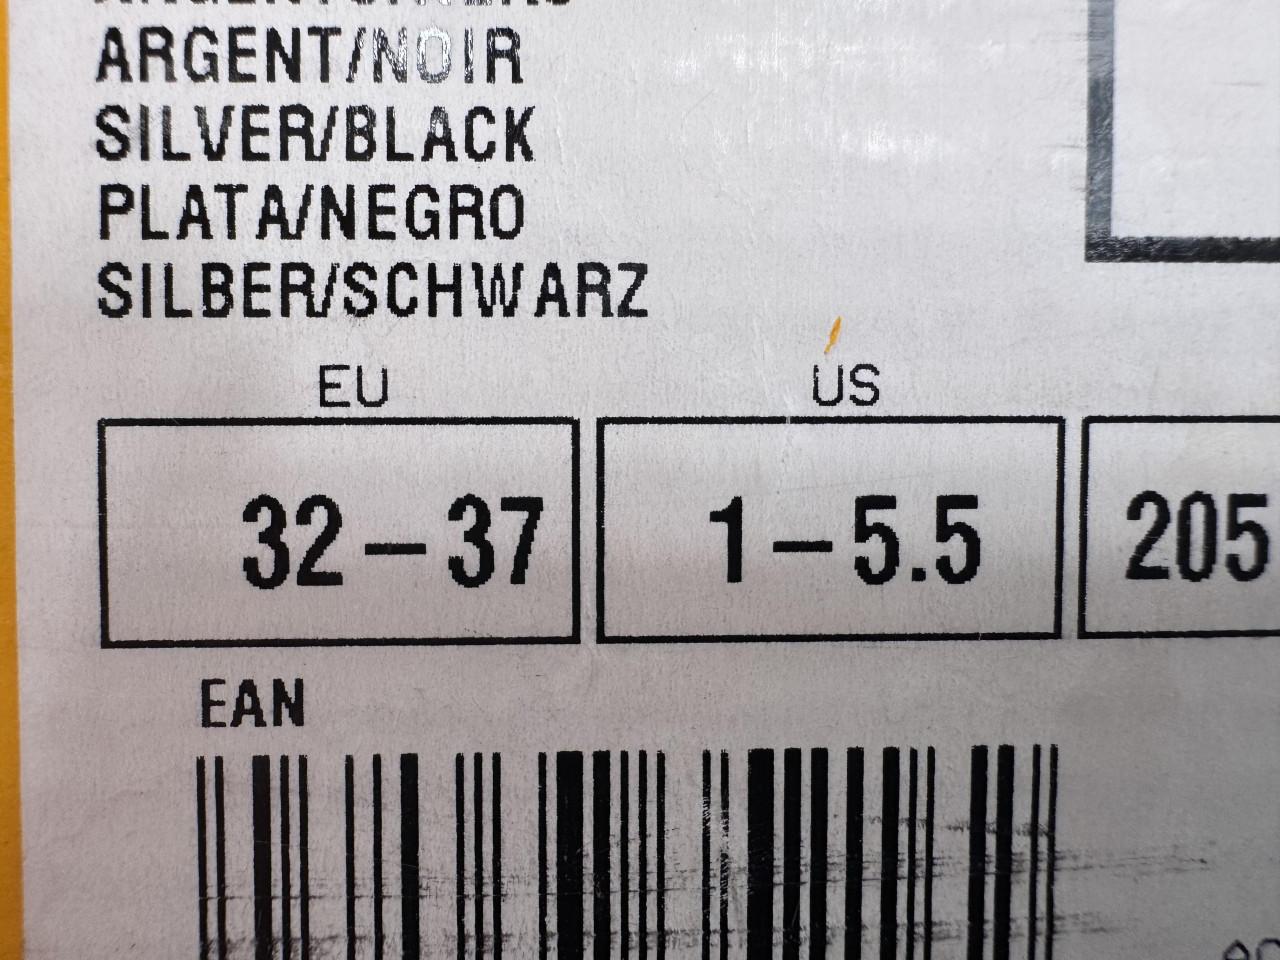 ARGENT/NOIR
SILVER/BLACK
PLATA/NEGRO
SILBER/SCHWARZ
EU US
32 – 37 1 – 5.5 205
EAN